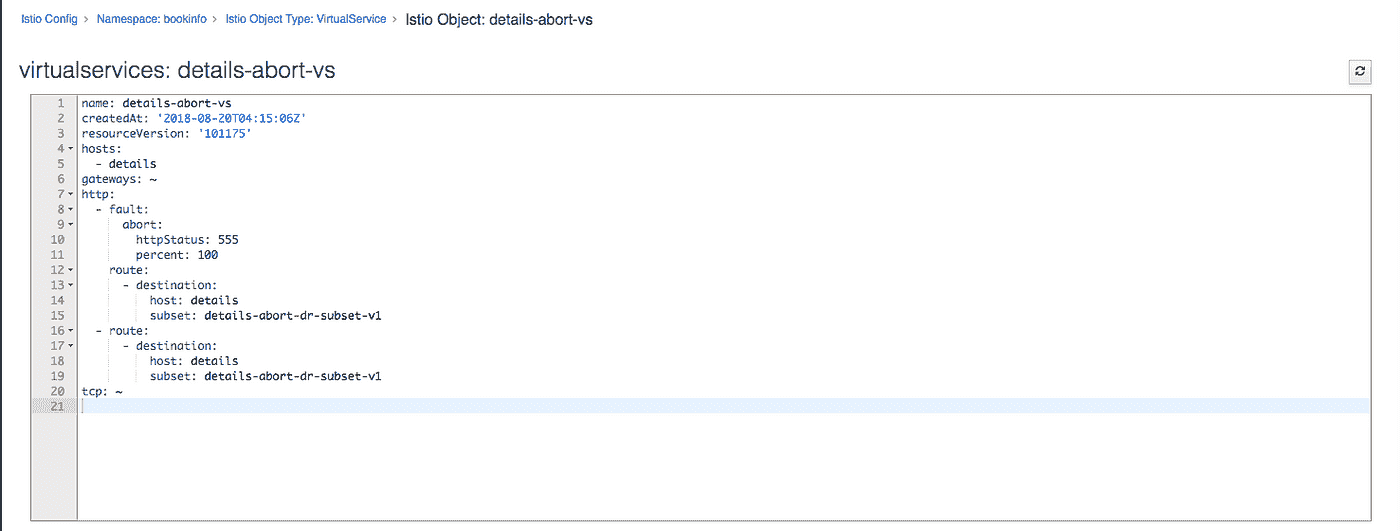 Istio Config > Namespace: bookinfo > Istio Object Type: VirtualService > Istio Object: details-abort-vs
virtualservices: details-abort-vs
1 name: details-abort-vs
2 createdAt: '2018-08-20T04:15:06Z'
3 resourceVersion: '101175'
4 hosts:
5   - details
6 gateways: ~
7 http:
8   - fault:
9       abort:
10         httpStatus: 555
11         percent: 100
12     route:
13       - destination:
14           host: details
15           subset: details-abort-dr-subset-v1
16   - route:
17       - destination:
18           host: details
19           subset: details-abort-dr-subset-v1
20 tcp: ~
21